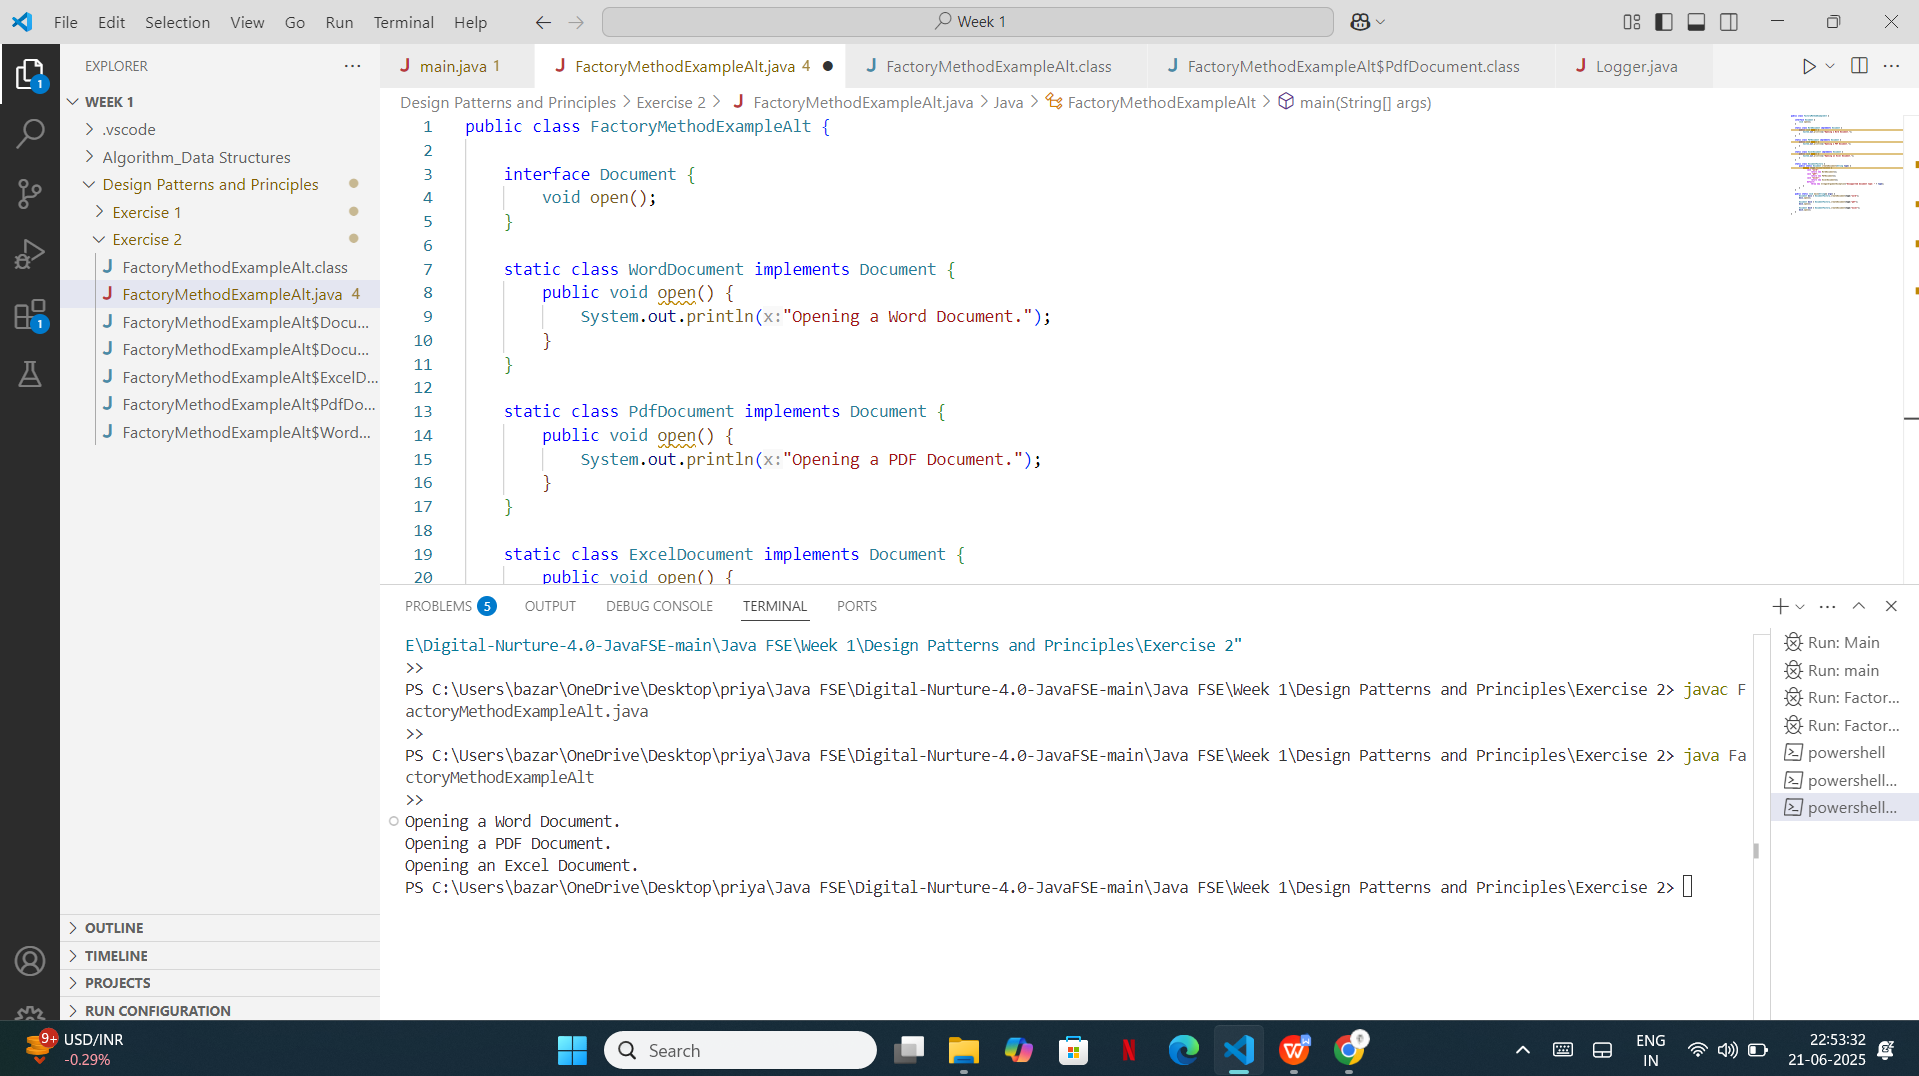 File Edit Selection View Go Run Terminal Help
Week 1
EXPLORER
main.java 1
FactoryMethodExampleAlt.java 4
FactoryMethodExampleAlt.class
FactoryMethodExampleAlt$PdfDocument.class
Logger.java
WEEK 1
.vscode
Algorithm_Data Structures
Design Patterns and Principles
Exercise 1
Exercise 2
FactoryMethodExampleAlt.class
FactoryMethodExampleAlt.java 4
FactoryMethodExampleAlt$Docu...
FactoryMethodExampleAlt$Docu...
FactoryMethodExampleAlt$ExcelD...
FactoryMethodExampleAlt$PdfDo...
FactoryMethodExampleAlt$Word...
OUTLINE
TIMELINE
PROJECTS
RUN CONFIGURATION
1
1
Design Patterns and Principles > Exercise 2 > FactoryMethodExampleAlt.java > Java > FactoryMethodExampleAlt > main(String[] args)
1 public class FactoryMethodExampleAlt {
2
3 interface Document {
4 void open();
5 }
6
7 static class WordDocument implements Document {
8 public void open() {
9 System.out.println(x:"Opening a Word Document.");
10 }
11 }
12
13 static class PdfDocument implements Document {
14 public void open() {
15 System.out.println(x:"Opening a PDF Document.");
16 }
17 }
18
19 static class ExcelDocument implements Document {
20 public void open() {
PROBLEMS 5 OUTPUT DEBUG CONSOLE TERMINAL PORTS
E\Digital-Nurture-4.0-JavaFSE-main\Java FSE\Week 1\Design Patterns and Principles\Exercise 2"
>>
PS C:\Users\bazar\OneDrive\Desktop\priya\Java FSE\Digital-Nurture-4.0-JavaFSE-main\Java FSE\Week 1\Design Patterns and Principles\Exercise 2> javac F
actoryMethodExampleAlt.java
>>
PS C:\Users\bazar\OneDrive\Desktop\priya\Java FSE\Digital-Nurture-4.0-JavaFSE-main\Java FSE\Week 1\Design Patterns and Principles\Exercise 2> java Fa
ctoryMethodExampleAlt
>>
Opening a Word Document.
Opening a PDF Document.
Opening an Excel Document.
PS C:\Users\bazar\OneDrive\Desktop\priya\Java FSE\Digital-Nurture-4.0-JavaFSE-main\Java FSE\Week 1\Design Patterns and Principles\Exercise 2>
Run: Main
Run: main
Run: Factor...
Run: Factor...
powershell
powershell...
powershell...
9+
USD/INR
-0.29%
Search
ENG
IN
22:53:32
21-06-2025